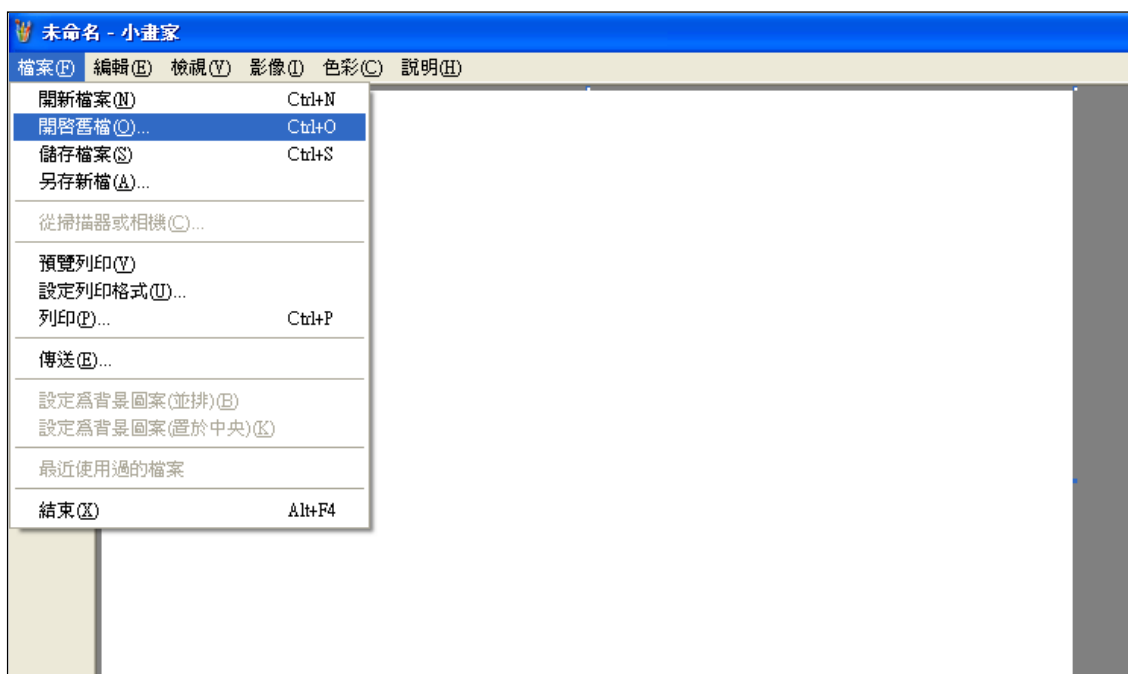 未命名 - 小畫家
檔案(F) 編輯(E) 檢視(V) 影像(I) 色彩(C) 說明(H)
開新檔案(N) Ctrl+N
開啓舊檔(O)... Ctrl+O
儲存檔案(S) Ctrl+S
另存新檔(A)...
從掃描器或相機(C)...
預覽列印(V)
設定列印格式(U)...
列印(P)... Ctrl+P
傳送(E)...
設定爲背景圖案(並排)(B)
設定爲背景圖案(置於中央)(K)
最近使用過的檔案
結束(X) Alt+F4